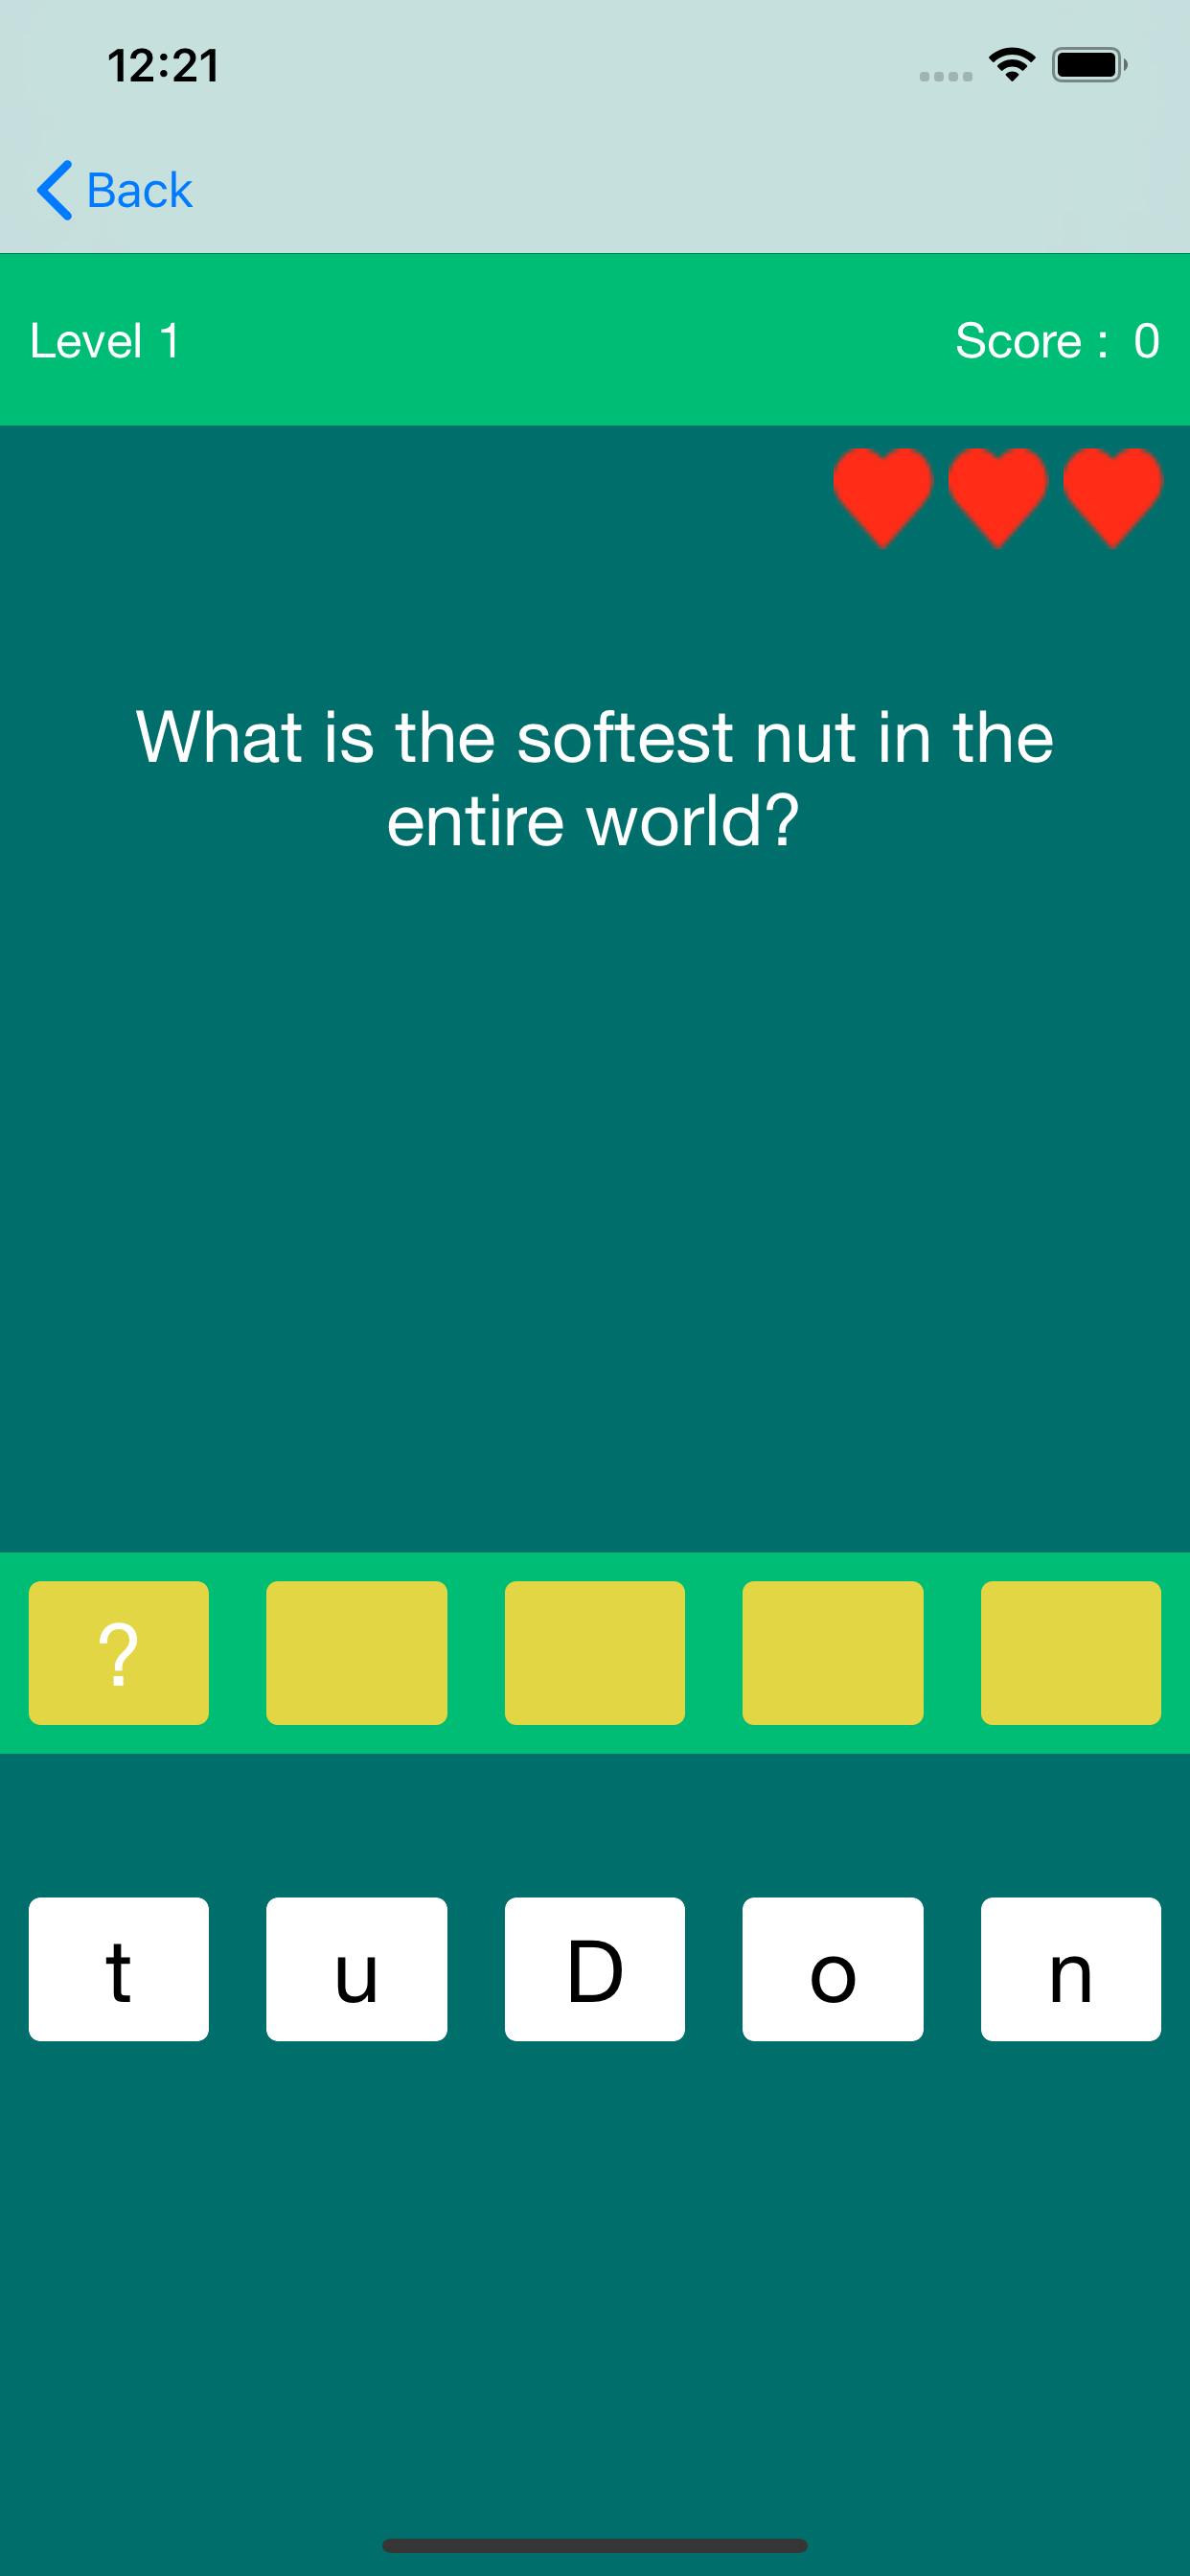 12:21
Back
Level 1
Score : 0
What is the softest nut in the
entire world?
?
t u D o n